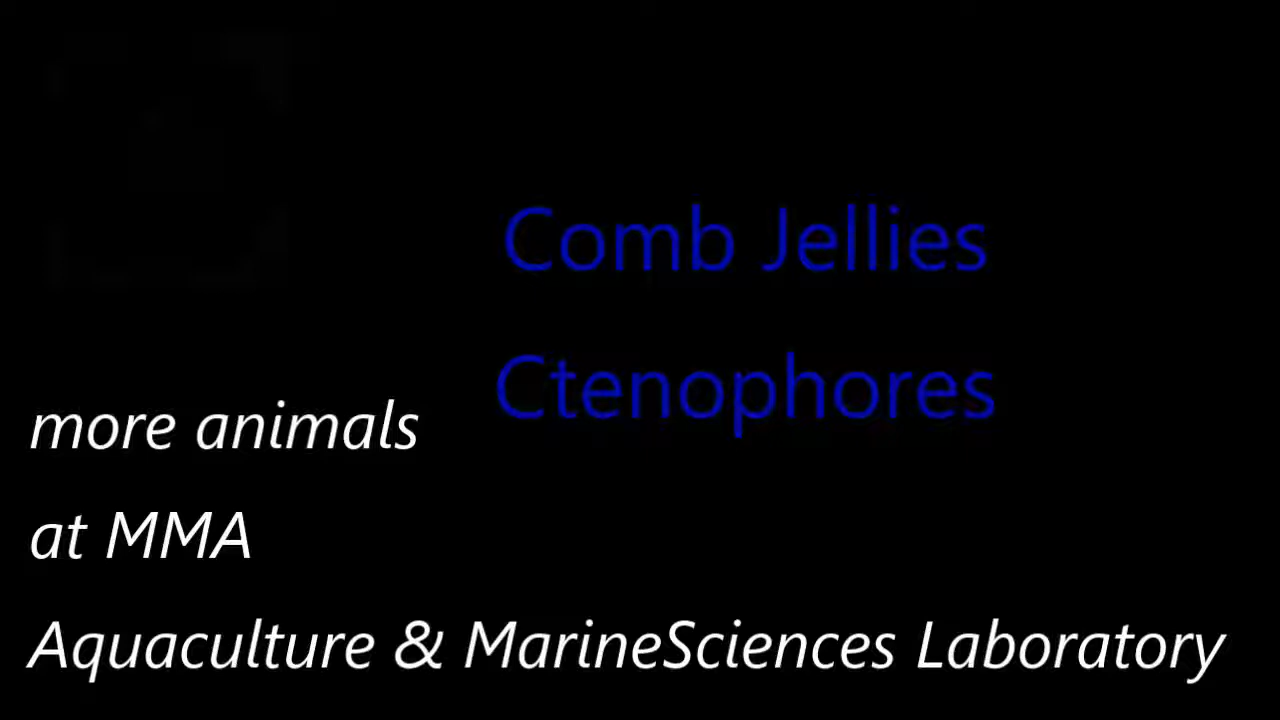 Comb Jellies
Ctenophores
more animals
at MMA
Aquaculture & MarineSciences Laboratory